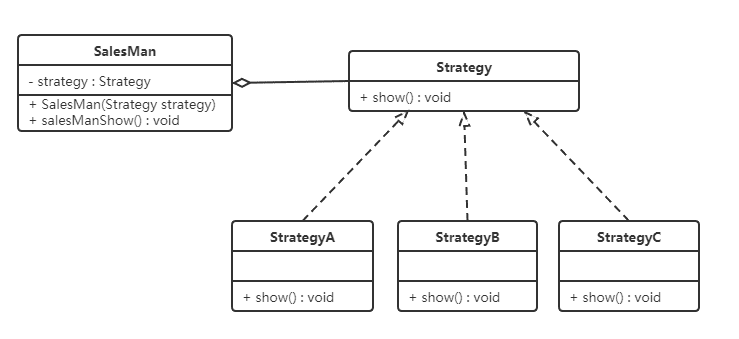 SalesMan
- strategy : Strategy
+ SalesMan(Strategy strategy)
+ salesManShow() : void
Strategy
+ show() : void
StrategyA
+ show() : void
StrategyB
+ show() : void
StrategyC
+ show() : void